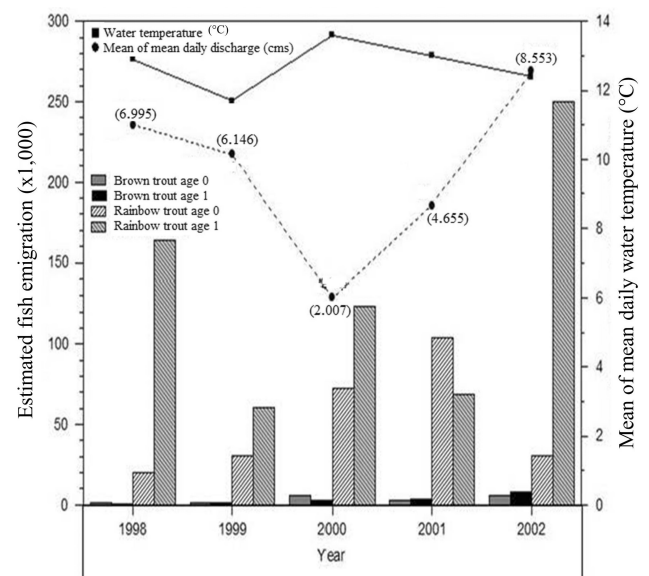 300
250
200
150
100
50
0
Estimated fish emigration (x1,000)
Water temperature (°C)
Mean of mean daily discharge (cms)
(6.995)
(6.146)
(2.007)
(4.655)
(8.553)
Brown trout age 0
Brown trout age 1
Rainbow trout age 0
Rainbow trout age 1
14
12
10
8
6
4
2
0
Mean of mean daily water temperature (°C)
1998 1999 2000 2001 2002
Year